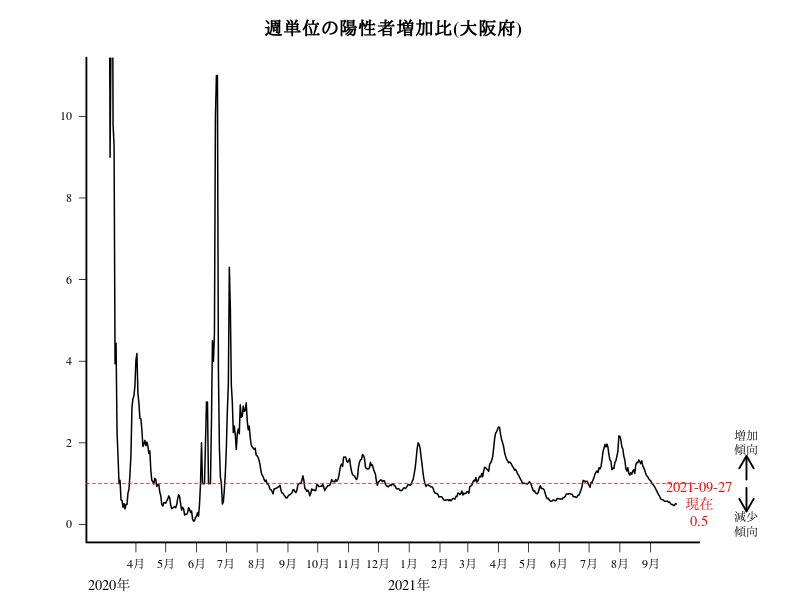 週単位の陽性者増加比(大阪府)
10
8
6
4
2
0
増加
傾向
2021-09-27
現在
0.5
減少
傾向
4月 5月 6月 7月 8月 9月 10月 11月 12月 1月 2月 3月 4月 5月 6月 7月 8月 9月
2020年 2021年